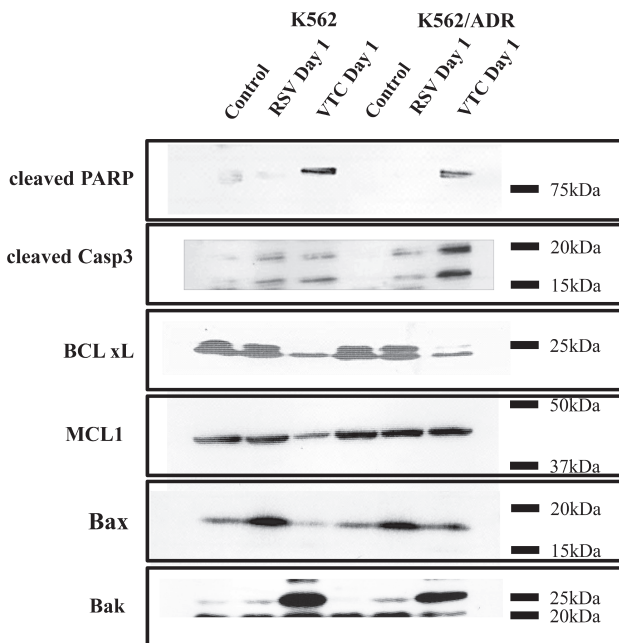 K562 K562/ADR
Control RSV Day 1 VTC Day 1 Control RSV Day 1 VTC Day 1
cleaved PARP
75kDa
cleaved Casp3
20kDa
15kDa
BCL xL
25kDa
MCL1
50kDa
37kDa
Bax
20kDa
15kDa
Bak
25kDa
20kDa